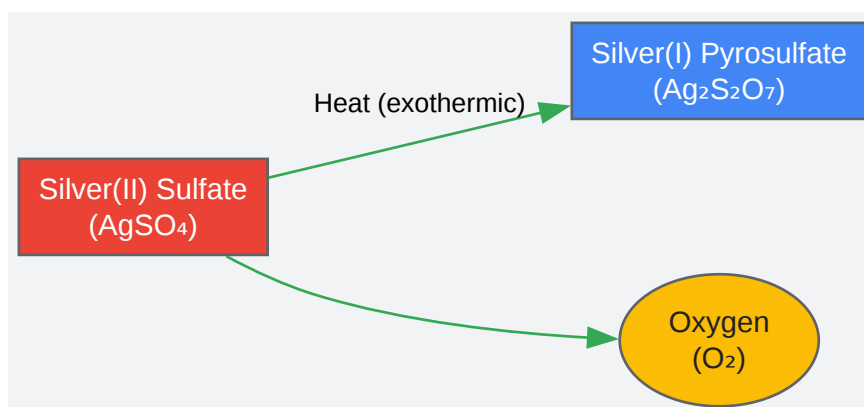 Silver(I) Pyrosulfate
(Ag₂S₂O₇)
Heat (exothermic)
Silver(II) Sulfate
(AgSO₄)
Oxygen
(O₂)